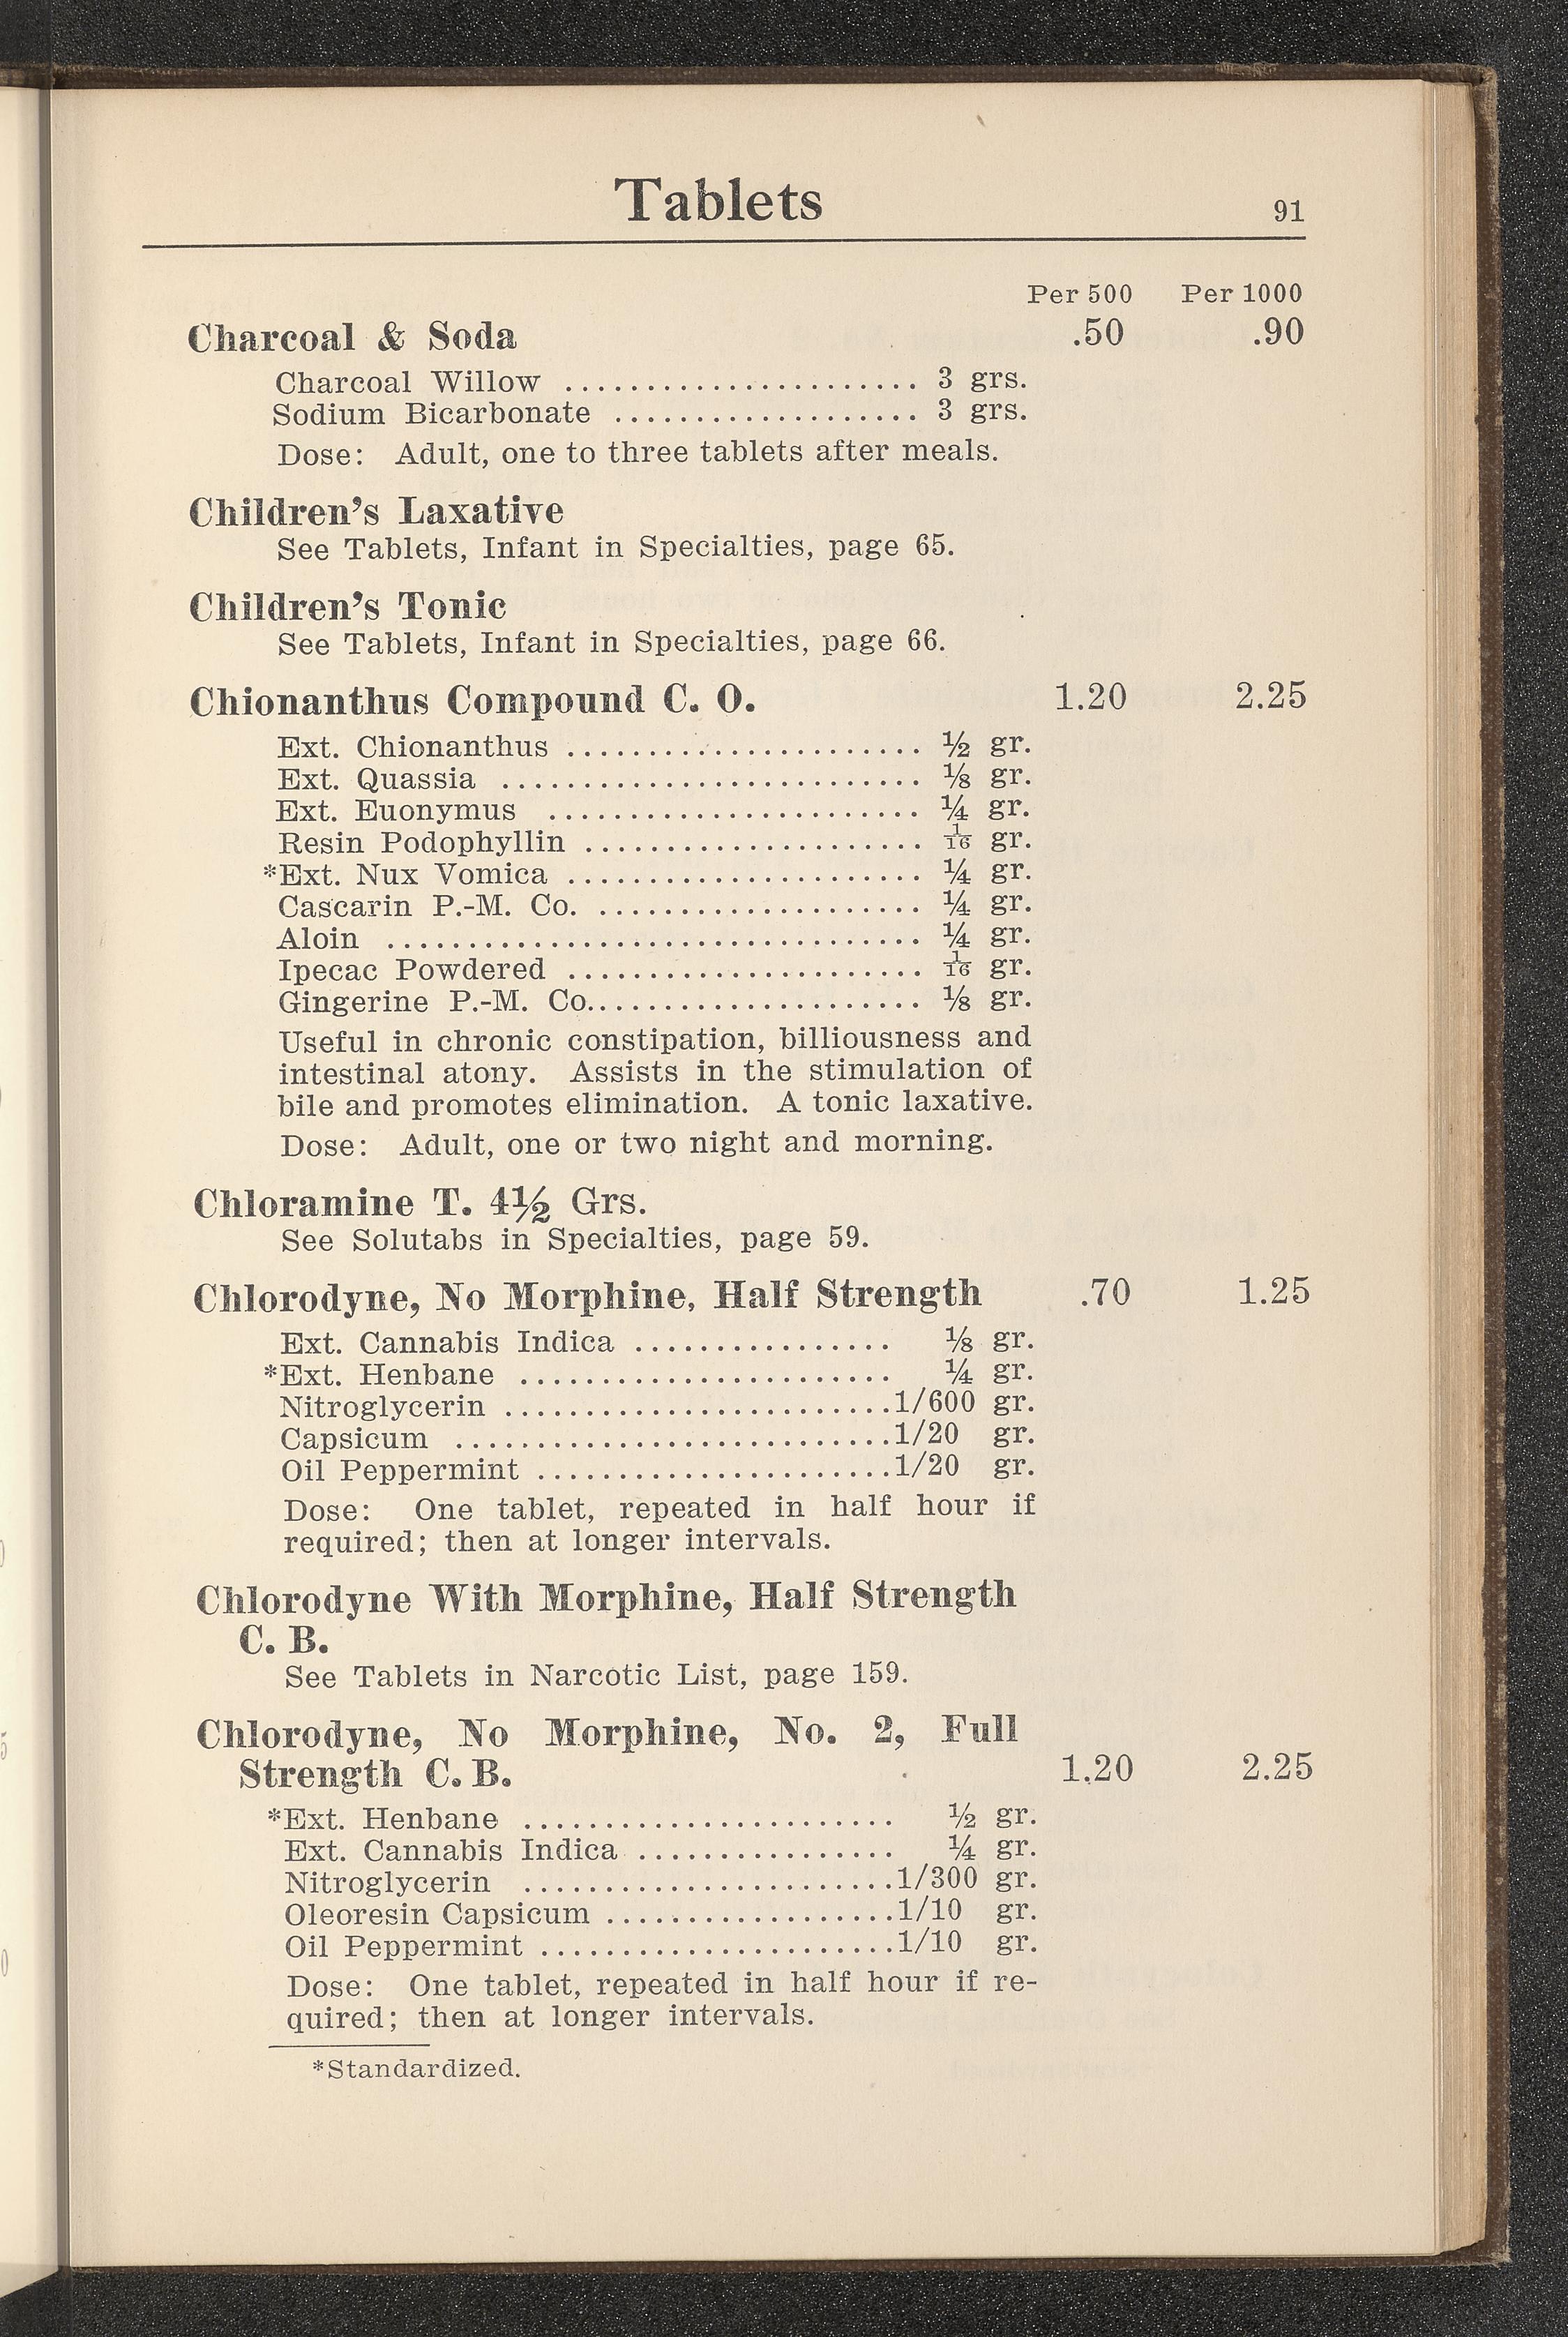 Tablets 91
Per 500 Per 1000
Charcoal & Soda .50 .90
Charcoal Willow ...................... 3 grs.
Sodium Bicarbonate ................... 3 grs.
Dose: Adult, one to three tablets after meals.
Children's Laxative
See Tablets, Infant in Specialties, page 65.
Children's Tonic
See Tablets, Infant in Specialties, page 66.
Chionanthus Compound C. O. 1.20 2.25
Ext. Chionanthus ...................... ½ gr.
Ext. Quassia .......................... ⅛ gr.
Ext. Euonymus ........................ ¼ gr.
Resin Podophyllin ..................... 1/16 gr.
*Ext. Nux Vomica ...................... ¼ gr.
Cascarin P.-M. Co. .................... ¼ gr.
Aloin ................................. ¼ gr.
Ipecac Powdered ...................... 1/16 gr.
Gingerine P.-M. Co..................... ⅛ gr.
Useful in chronic constipation, billiousness and
intestinal atony. Assists in the stimulation of
bile and promotes elimination. A tonic laxative.
Dose: Adult, one or two night and morning.
Chloramine T. 4½ Grs.
See Solutabs in Specialties, page 59.
Chlorodyne, No Morphine, Half Strength .70 1.25
Ext. Cannabis Indica ................ ⅛ gr.
*Ext. Henbane ........................ ¼ gr.
Nitroglycerin .........................1/600 gr.
Capsicum ............................1/20 gr.
Oil Peppermint ......................1/20 gr.
Dose: One tablet, repeated in half hour if
required; then at longer intervals.
Chlorodyne With Morphine, Half Strength
C. B.
See Tablets in Narcotic List, page 159.
Chlorodyne, No Morphine, No. 2, Full
Strength C. B. 1.20 2.25
*Ext. Henbane ........................ ½ gr.
Ext. Cannabis Indica ................ ¼ gr.
Nitroglycerin ........................1/300 gr.
Oleoresin Capsicum ..................1/10 gr.
Oil Peppermint ......................1/10 gr.
Dose: One tablet, repeated in half hour if re-
quired; then at longer intervals.
*Standardized.